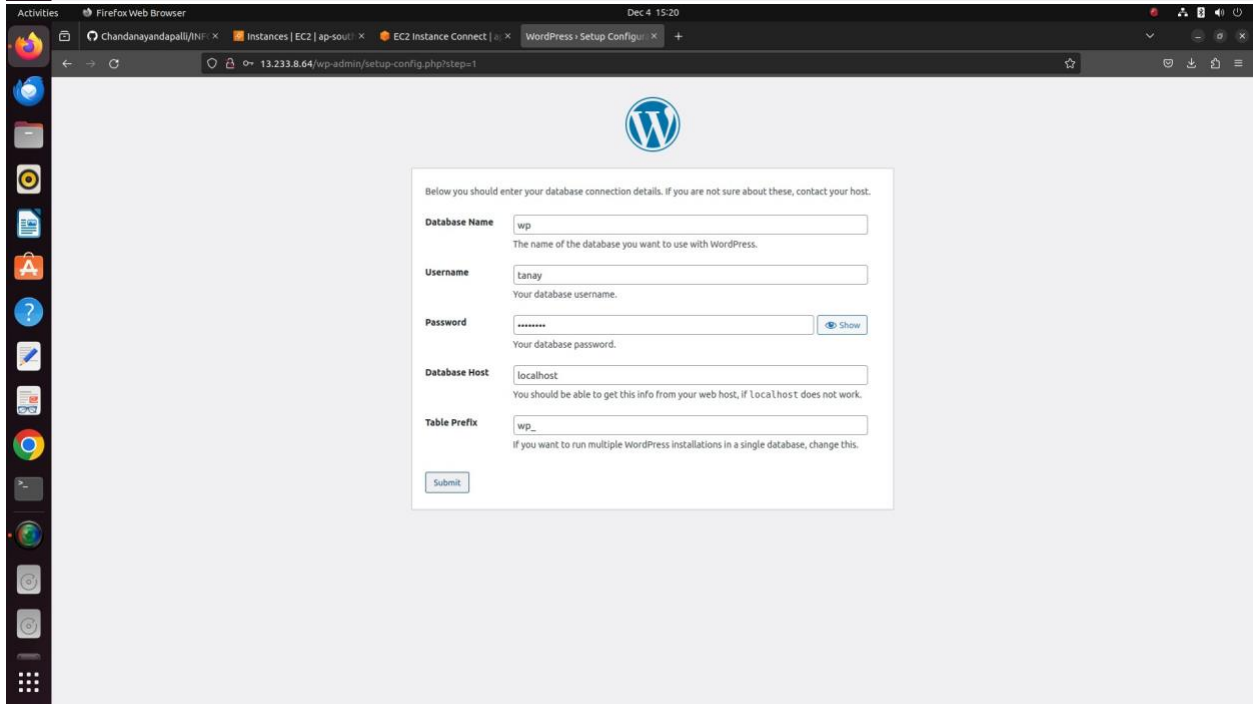 Activities Firefox Web Browser Dec 4 15:20
Chandanayandapalli/INF Instances | EC2 | ap-sout EC2 Instance Connect | a WordPress › Setup Configur
13.233.8.64/wp-admin/setup-config.php?step=1
Below you should enter your database connection details. If you are not sure about these, contact your host.
Database Name wp
The name of the database you want to use with WordPress.
Username tanay
Your database username.
Password •••••••• Show
Your database password.
Database Host localhost
You should be able to get this info from your web host, if localhost does not work.
Table Prefix wp_
If you want to run multiple WordPress installations in a single database, change this.
Submit